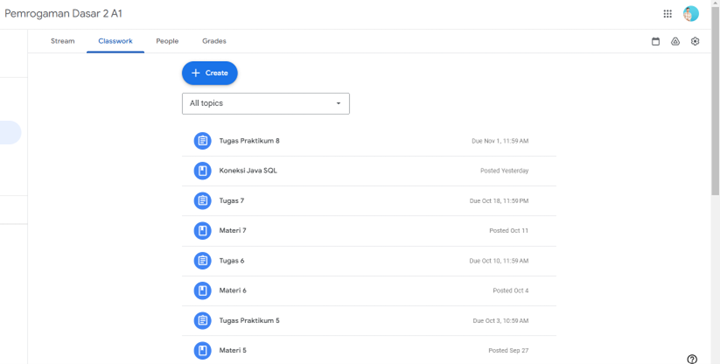 Pemrogaman Dasar 2 A1
Stream Classwork People Grades
Create
All topics
Tugas Praktikum 8 Due Nov 1, 11:59 AM
Koneksi Java SQL Posted Yesterday
Tugas 7 Due Oct 18, 11:59 PM
Materi 7 Posted Oct 11
Tugas 6 Due Oct 10, 11:59 AM
Materi 6 Posted Oct 4
Tugas Praktikum 5 Due Oct 3, 10:59 AM
Materi 5 Posted Sep 27